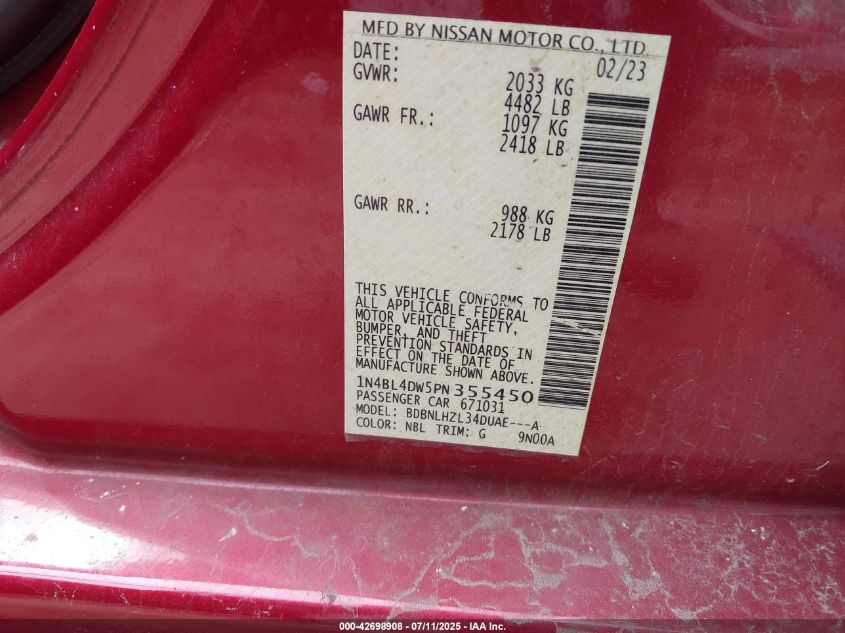 MFD BY NISSAN MOTOR CO., LTD.
DATE: 02/23
GVWR: 2033 KG
4482 LB
GAWR FR.: 1097 KG
2418 LB
GAWR RR.: 988 KG
2178 LB
THIS VEHICLE CONFORMS TO
ALL APPLICABLE FEDERAL
MOTOR VEHICLE SAFETY,
BUMPER, AND THEFT
PREVENTION STANDARDS IN
EFFECT ON THE DATE OF
MANUFACTURE SHOWN ABOVE.
1N4BL4DW5PN355450
PASSENGER CAR 671031
MODEL: BDBNLHZL34DUAE---A
COLOR: NBL TRIM: G 9N00A
000-42698908 - 07/11/2025 - IAA Inc.